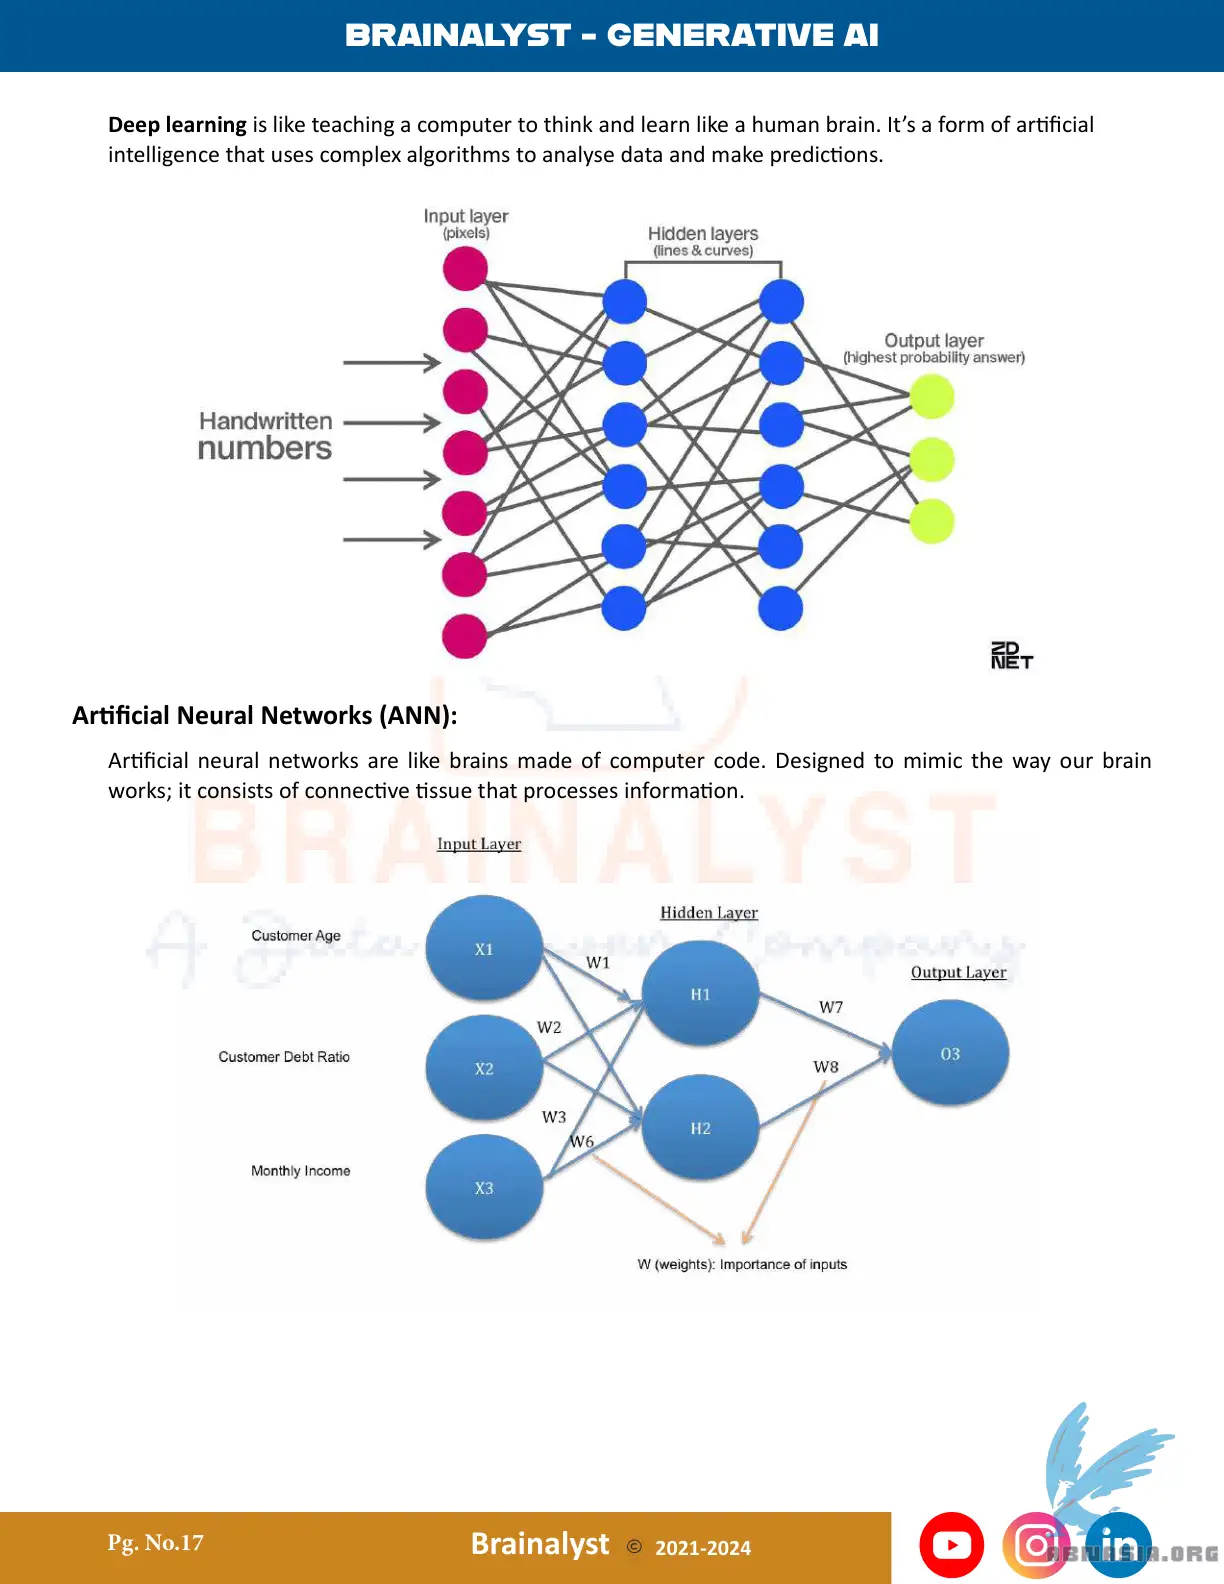 BRAINALYST - GENERATIVE AI
Deep learning is like teaching a computer to think and learn like a human brain. It's a form of artificial
intelligence that uses complex algorithms to analyse data and make predictions.
Input layer
(pixels)
Hidden layers
(lines & curves)
Output layer
(highest probability answer)
Handwritten
numbers
ZD
NET
Artificial Neural Networks (ANN):
Artificial neural networks are like brains made of computer code. Designed to mimic the way our brain
works; it consists of connective tissue that processes information.
BRAINALYST
A Data Driven Company
Input Layer
Hidden Layer
Output Layer
Customer Age
X1
W1
H1
W7
W2
Customer Debt Ratio
X2
O3
W8
W3
W6
H2
Monthly Income
X3
W (weights): Importance of inputs
Pg. No.17
Brainalyst © 2021-2024
in
ABINASIA.ORG